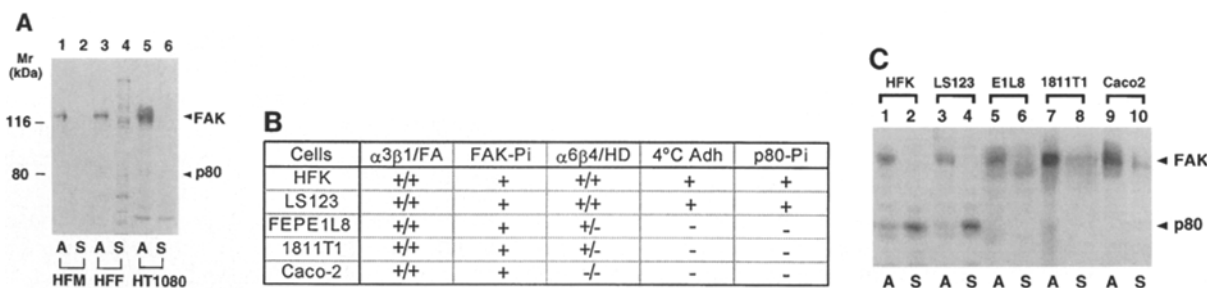 A
1 2 3 4 5 6
Mr
(kDa)
116
80
FAK
p80
A S A S A S
HFM HFF HT1080
B
Cells α3β1/FA FAK-Pi α6β4/HD 4°C Adh p80-Pi
HFK +/+ + +/+ + +
LS123 +/+ + +/+ + +
FEPE1L8 +/+ + +/- - -
1811T1 +/+ + +/- - -
Caco-2 +/+ + -/- - -
C
HFK LS123 E1L8 1811T1 Caco2
1 2 3 4 5 6 7 8 9 10
FAK
p80
A S A S A S A S A S